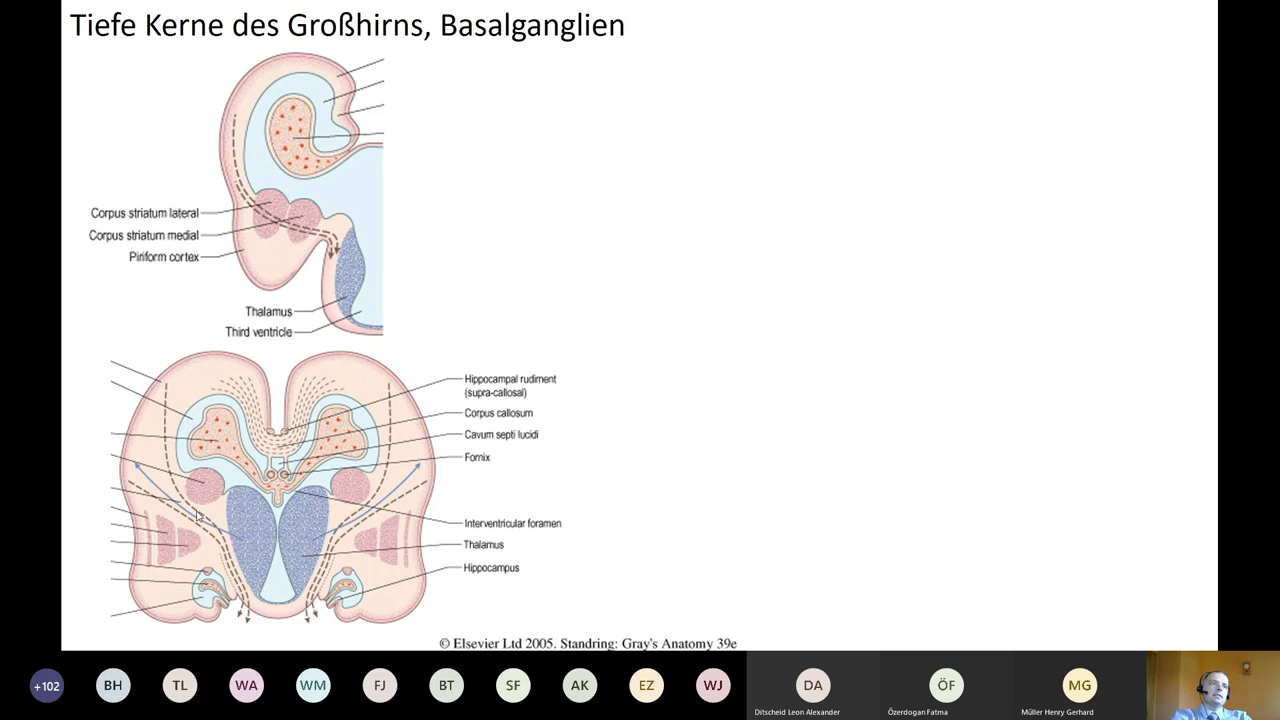 Tiefe Kerne des Großhirns, Basalganglien
Corpus striatum lateral
Corpus striatum medial
Piriform cortex
Thalamus
Third ventricle
Hippocampal rudiment
(supra-callosal)
Corpus callosum
Cavum septi lucidi
Fornix
Interventricular foramen
Thalamus
Hippocampus
© Elsevier Ltd 2005. Standring: Gray's Anatomy 39e
+102 BH TL WA WM FJ BT SF AK EZ WJ DA ÖF MG
Ditscheid Leon Alexander
Özerdogan Fatma
Müller Henry Gerhard